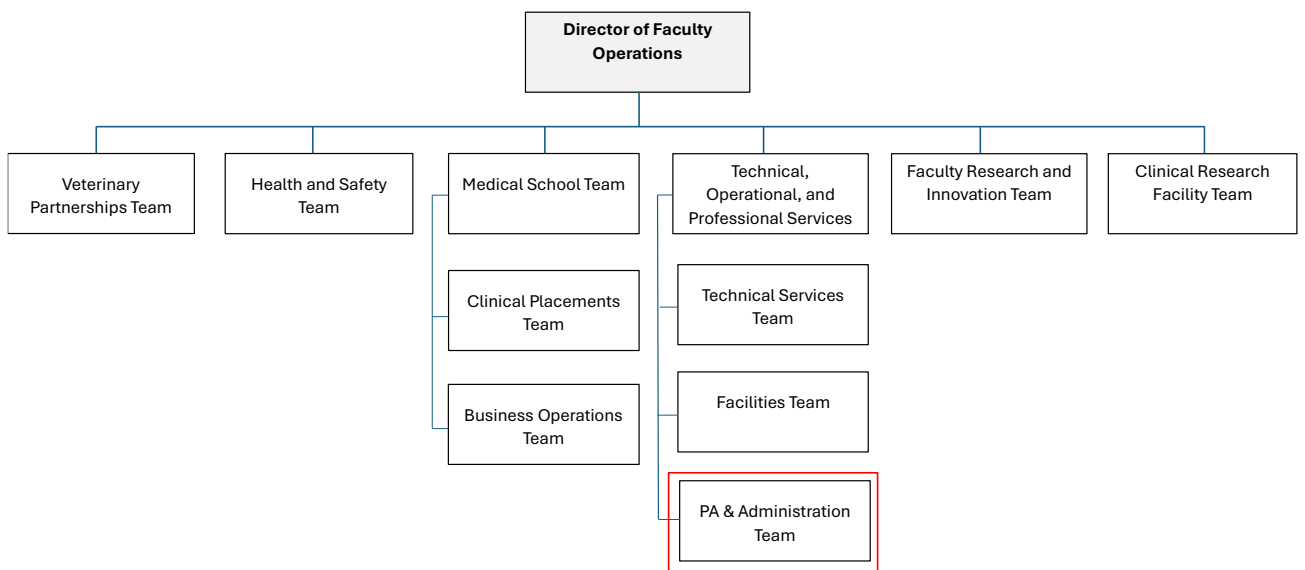 Director of Faculty
Operations
Veterinary
Partnerships Team
Health and Safety
Team
Medical School Team
Technical,
Operational, and
Professional Services
Faculty Research and
Innovation Team
Clinical Research
Facility Team
Clinical Placements
Team
Technical Services
Team
Business Operations
Team
Facilities Team
PA & Administration
Team